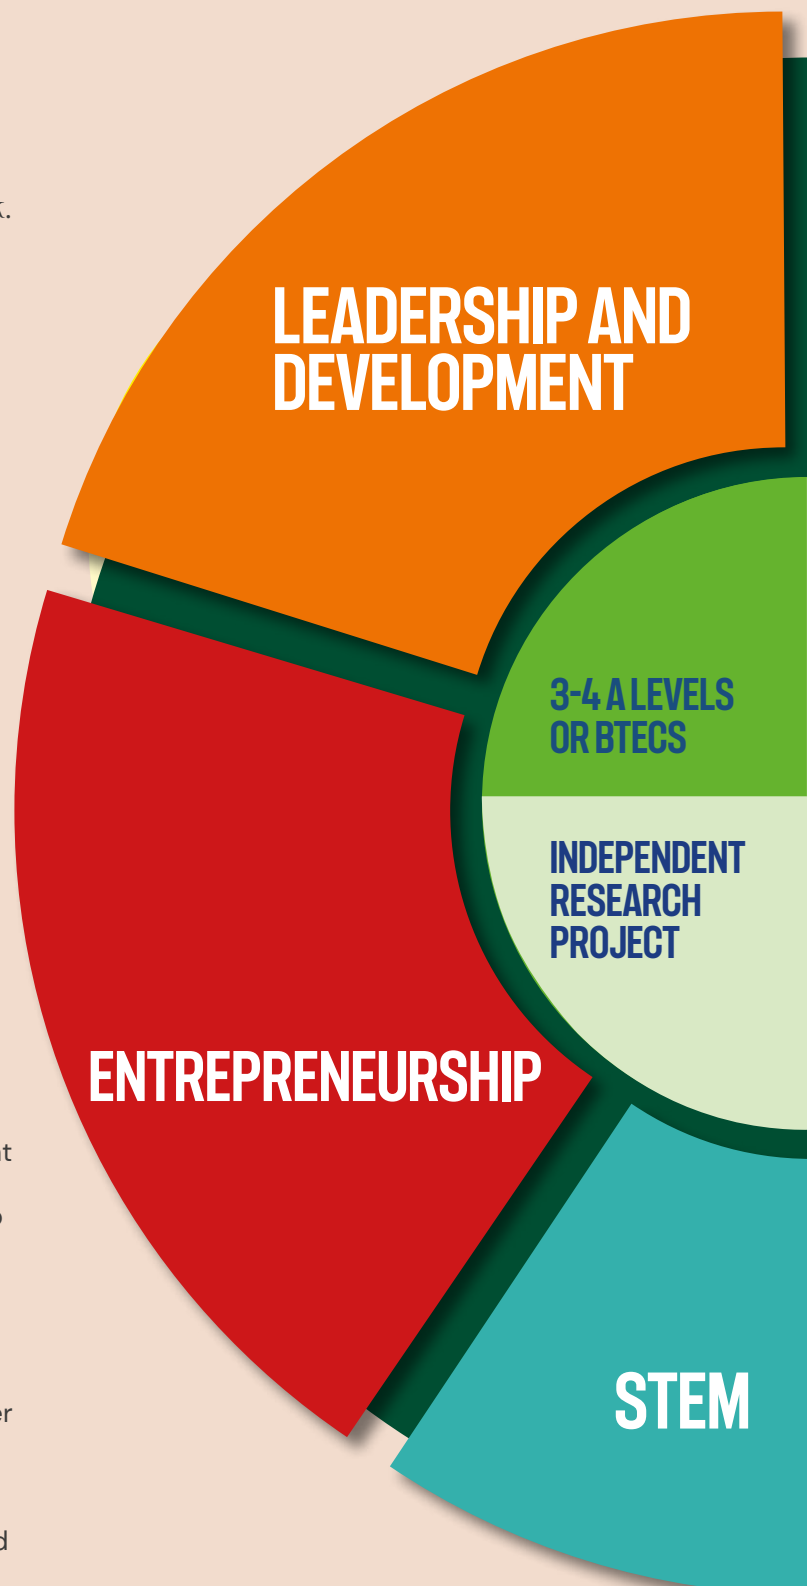 LEADERSHIP AND
DEVELOPMENT
3-4 A LEVELS
OR BTECS
INDEPENDENT
RESEARCH
PROJECT
ENTREPRENEURSHIP
STEM